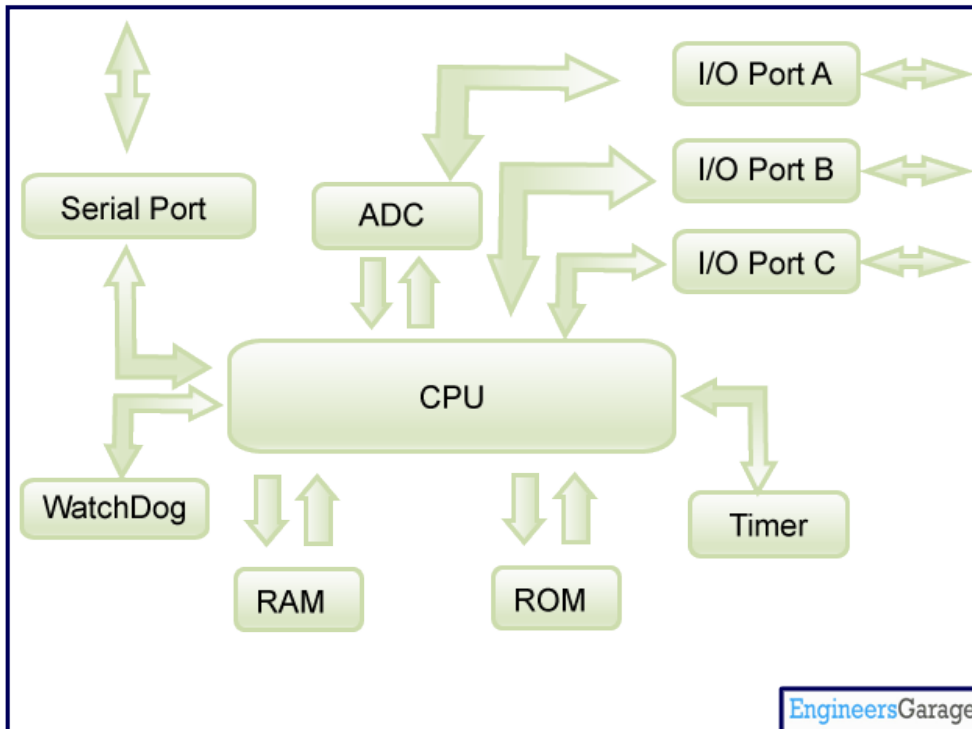 I/O Port A
I/O Port B
Serial Port
ADC
I/O Port C
CPU
WatchDog
Timer
RAM
ROM
EngineersGarage